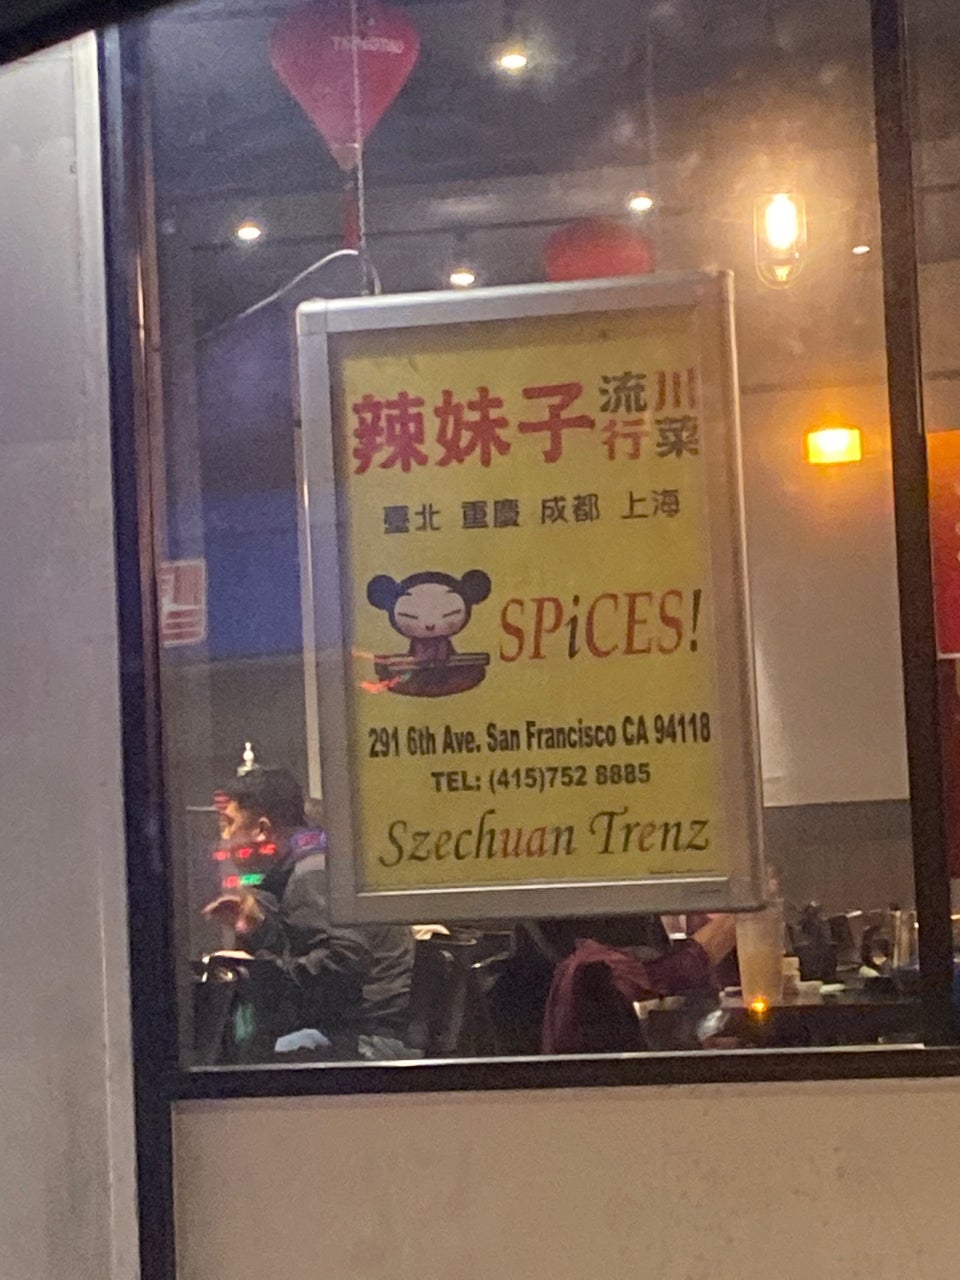 辣妹子流行川菜
臺北 重慶 成都 上海
SPiCES!
291 6th Ave. San Francisco CA 94118
TEL: (415)752 8885
Szechuan Trenz